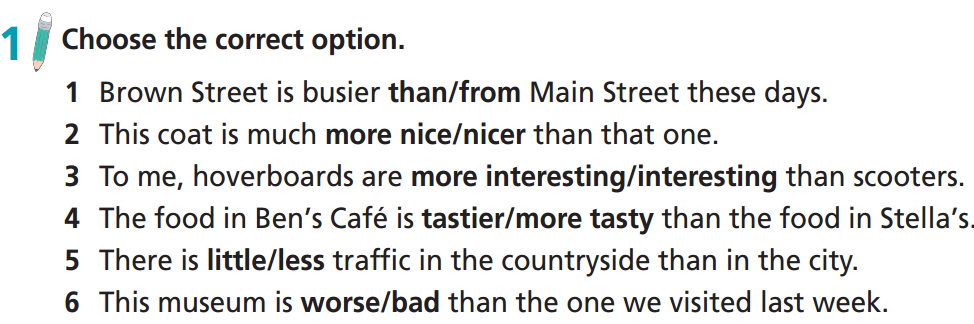 1 Choose the correct option.
1 Brown Street is busier than/from Main Street these days.
2 This coat is much more nice/nicer than that one.
3 To me, hoverboards are more interesting/interesting than scooters.
4 The food in Ben's Café is tastier/more tasty than the food in Stella's.
5 There is little/less traffic in the countryside than in the city.
6 This museum is worse/bad than the one we visited last week.